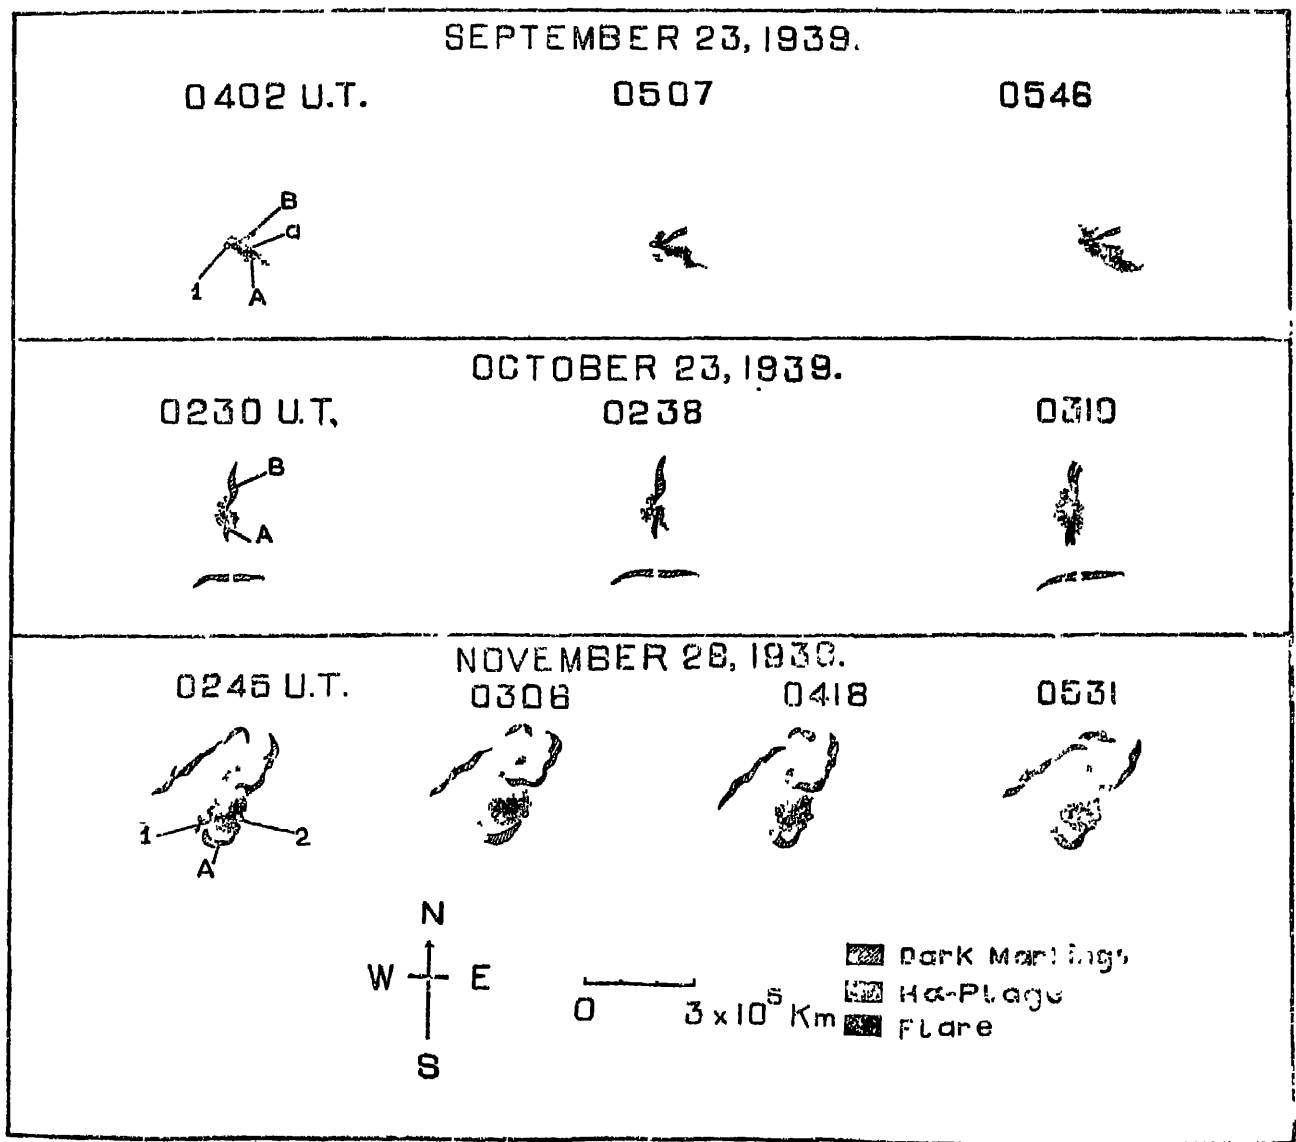 SEPTEMBER 23, 1939.
0402 U.T. 0507 0546
B
a
1 A
OCTOBER 23, 1939.
0230 U.T. 0238 0310
B
A
NOVEMBER 28, 1939.
0245 U.T. 0306 0418 0531
1 2
A
N
W E
S
0 3 x 10⁵ Km
Dark Markings
Hα-Plage
Flare